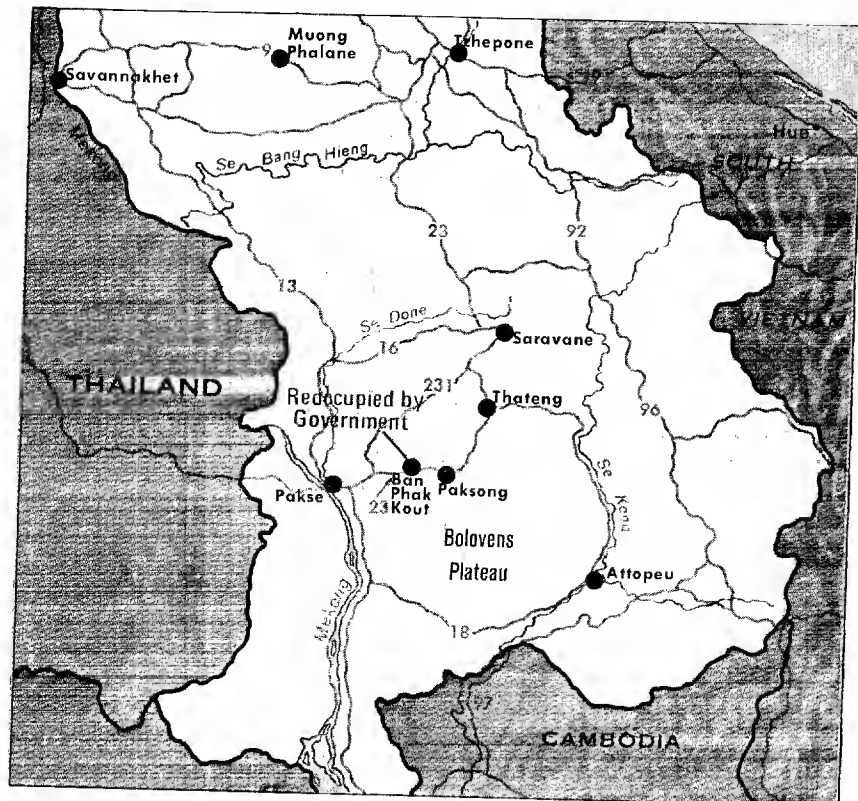 Muong
Phalane
Tchepone
9
Savannakhet
Mekong
Hue
SOUTH
Se Bang Hieng
23
92
13
Se Done
VIETNAM
16
Saravane
THAILAND
231
Thateng
Reoccupied by
Government
96
Se Kong
Pakse
Ban
Phak
Kout
Paksong
23
Bolovens
Plateau
Attopeu
Mekong
18
97
CAMBODIA